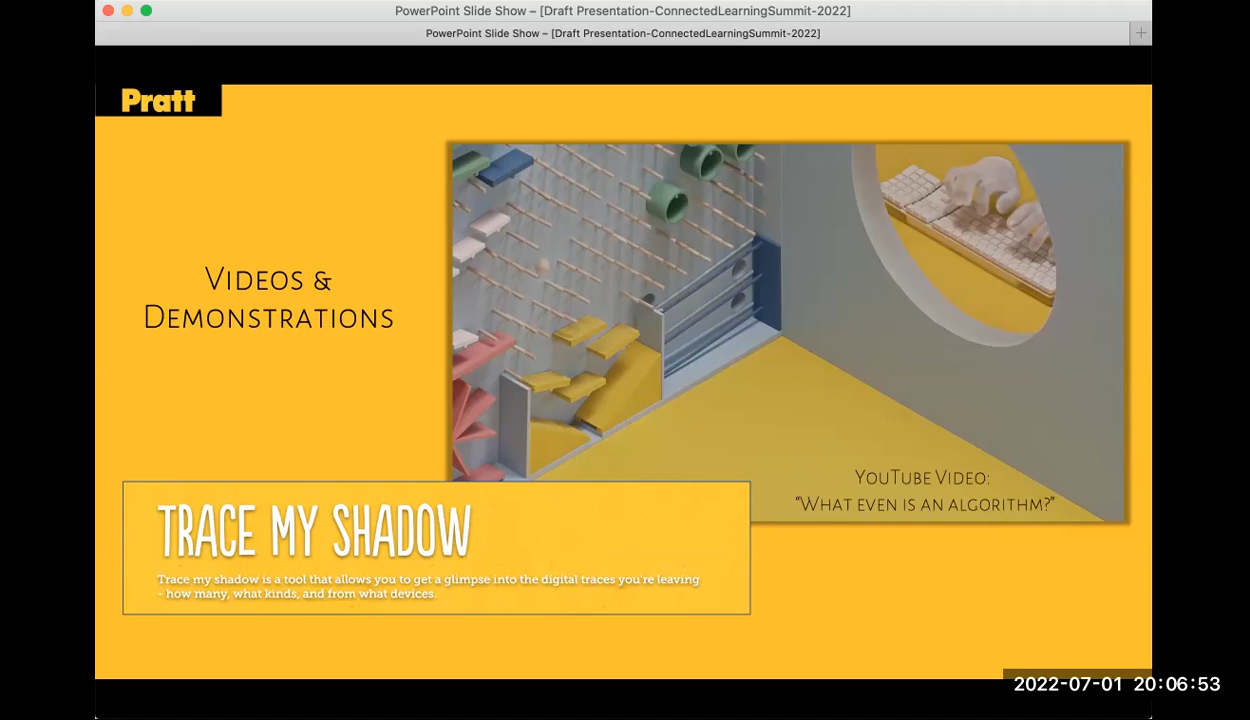 PowerPoint Slide Show – [Draft Presentation-ConnectedLearningSummit-2022]
PowerPoint Slide Show – [Draft Presentation-ConnectedLearningSummit-2022]
Pratt
Videos &
Demonstrations
YouTube Video:
“What even is an algorithm?”
TRACE MY SHADOW
Trace my shadow is a tool that allows you to get a glimpse into the digital traces you're leaving
- how many, what kinds, and from what devices.
2022-07-01 20:06:53